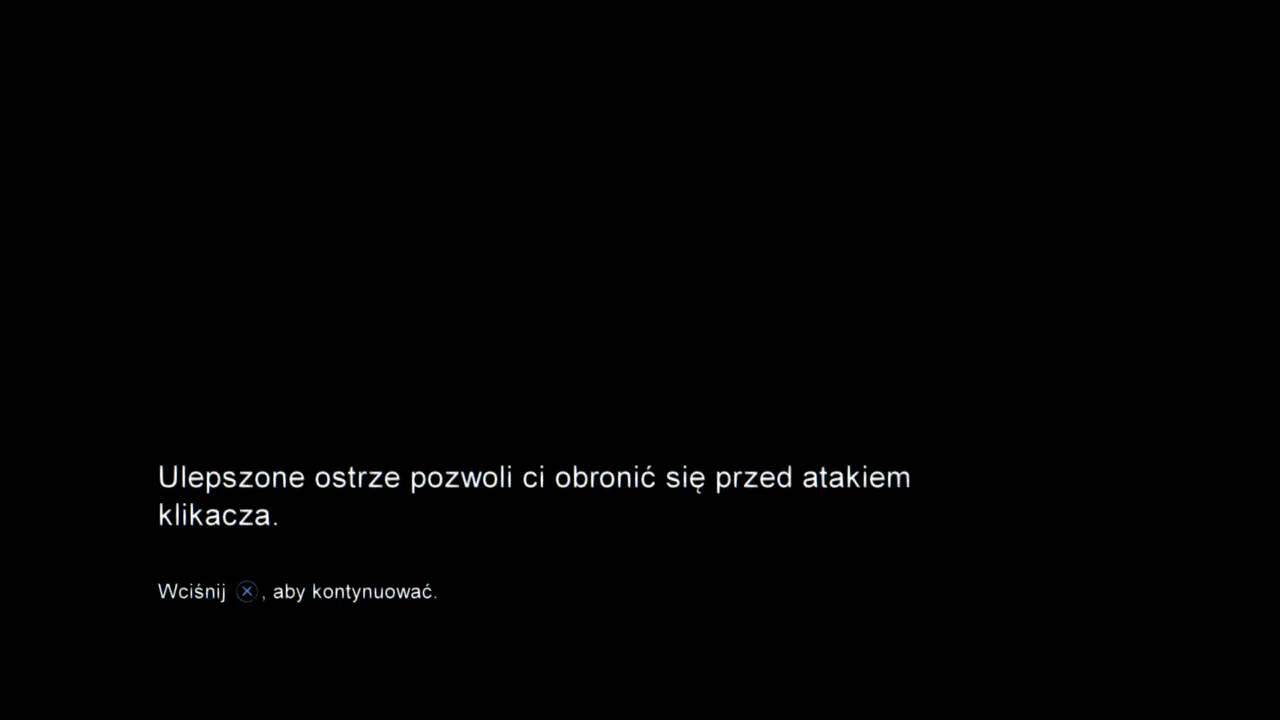 Ulepszone ostrze pozwoli ci obronić się przed atakiem
klikacza.
Wciśnij ⓧ, aby kontynuować.